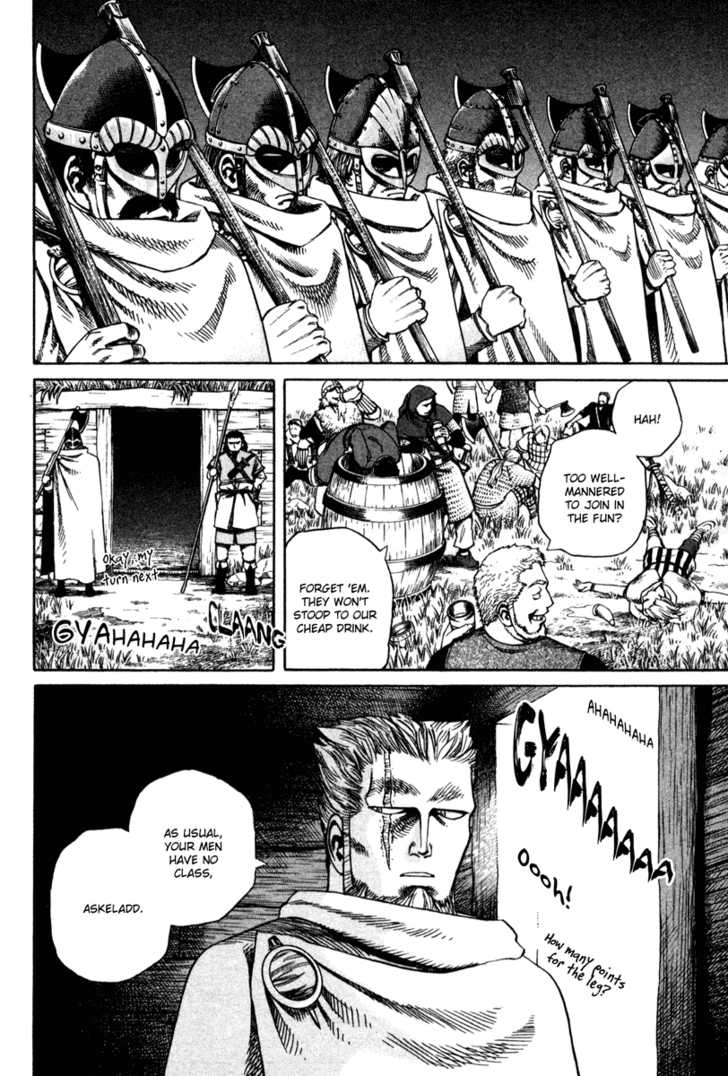 HAH!
TOO WELL-
MANNERED
TO JOIN IN
THE FUN?
FORGET 'EM.
THEY WON'T
STOOP TO OUR
CHEAP DRINK.
okay, my
turn next
CLAANG
GYAHAHAHA
AHAHAHAHA
GYAAAAAAA
Oooh!
How many points
for the leg?
AS USUAL,
YOUR MEN
HAVE NO
CLASS,
ASKELADD.